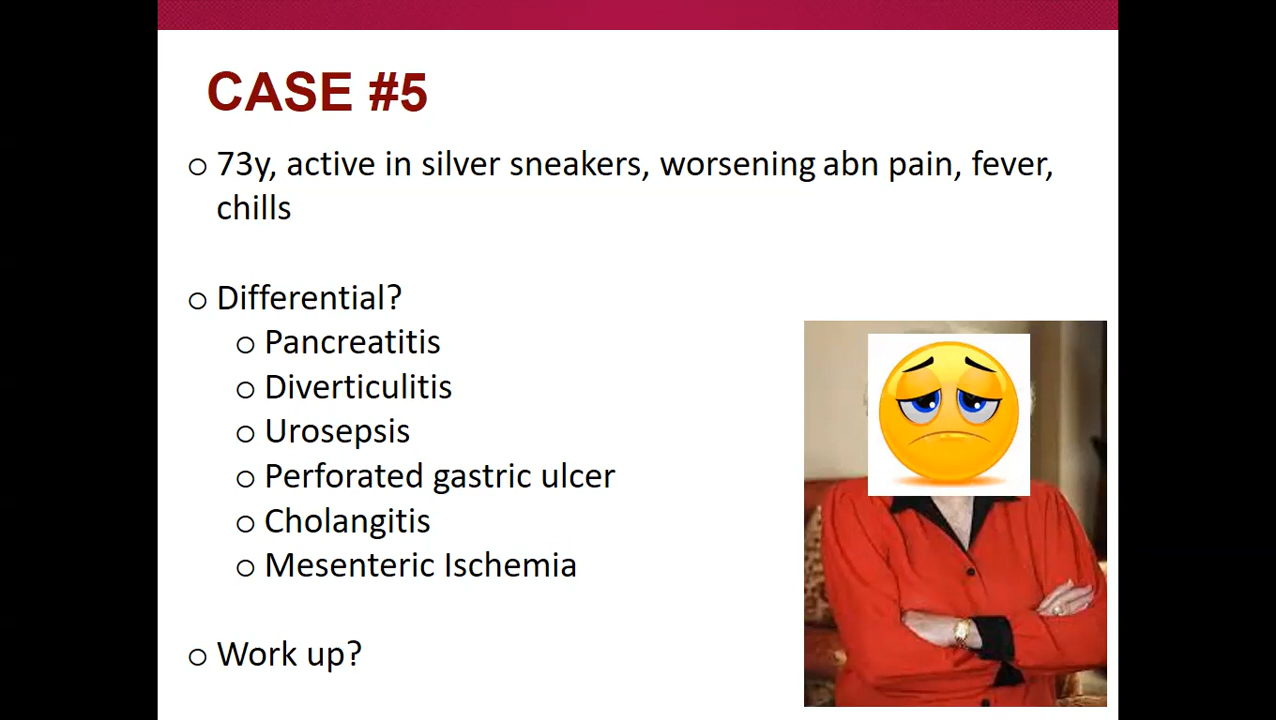 CASE #5
73y, active in silver sneakers, worsening abn pain, fever,
chills
Differential?
Pancreatitis
Diverticulitis
Urosepsis
Perforated gastric ulcer
Cholangitis
Mesenteric Ischemia
Work up?